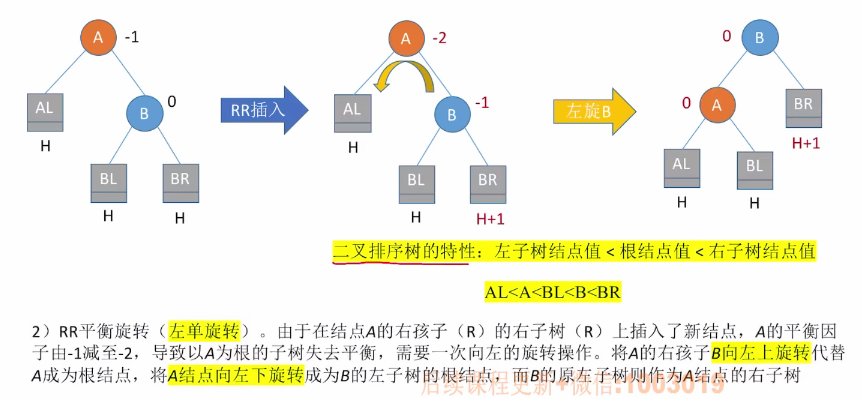 A -1
A -2
0 B
AL
B 0
RR插入
AL
B -1
左旋B
0 A
BR
H
H
H+1
BL
BR
BL
BR
AL
BL
H
H
H
H+1
H
H
二叉排序树的特性：左子树结点值 < 根结点值 < 右子树结点值
AL<A<BL<B<BR
2）RR平衡旋转（左单旋转）。由于在结点A的右孩子（R）的右子树（R）上插入了新结点，A的平衡因
子由-1减至-2，导致以A为根的子树失去平衡，需要一次向左的旋转操作。将A的右孩子B向左上旋转代替
A成为根结点，将A结点向左下旋转成为B的左子树的根结点，而B的原左子树则作为A结点的右子树
后续课程更新+微信:1003019